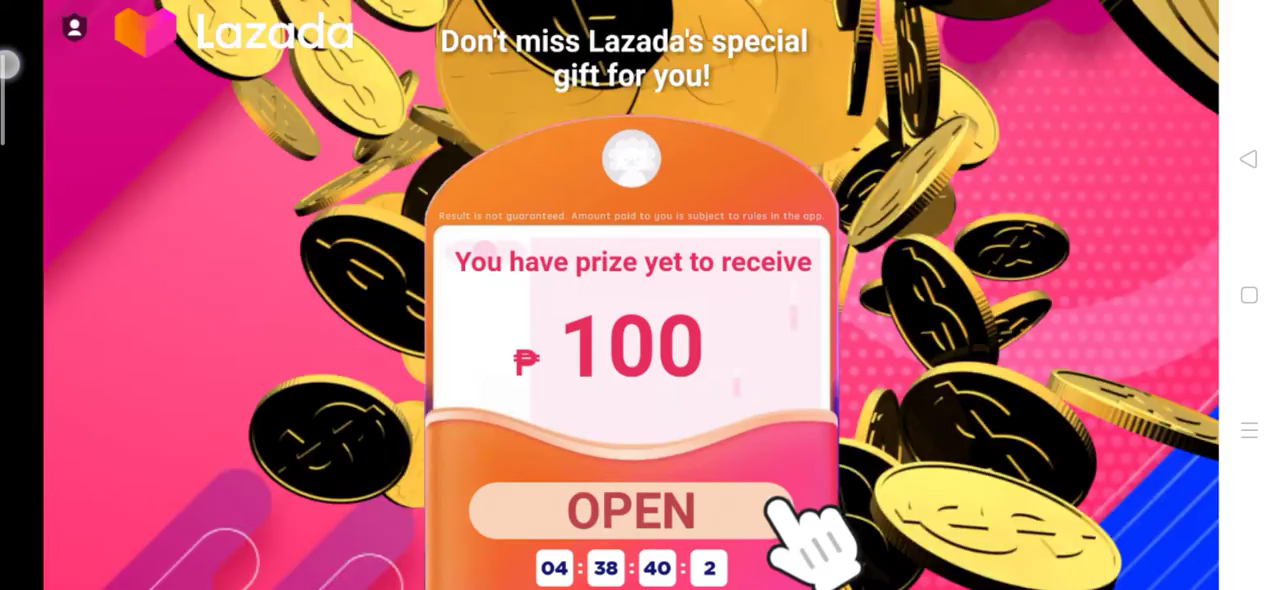 Lazada
Don't miss Lazada's special
gift for you!
Result is not guaranteed. Amount paid to you is subject to rules in the app.
You have prize yet to receive
₱ 100
OPEN
04 : 38 : 40 : 2